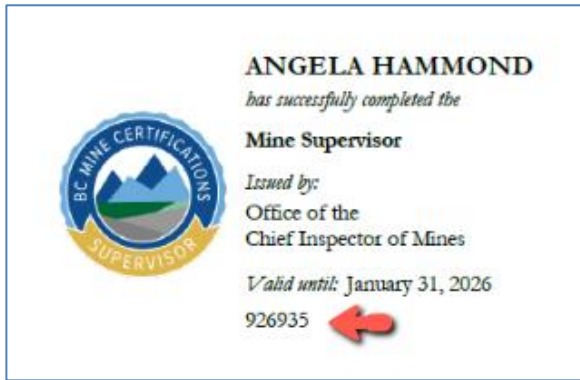 ANGELA HAMMOND
has successfully completed the
Mine Supervisor
Issued by:
Office of the
Chief Inspector of Mines
Valid until: January 31, 2026
926935
BC MINE CERTIFICATIONS
SUPERVISOR